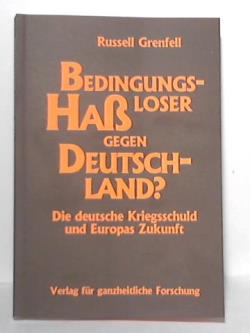 Russell Grenfell
BEDINGUNGS-
LOSER
HAẞ
GEGEN
DEUTSCH-
LAND?
Die deutsche Kriegsschuld
und Europas Zukunft
Verlag für ganzheitliche Forschung